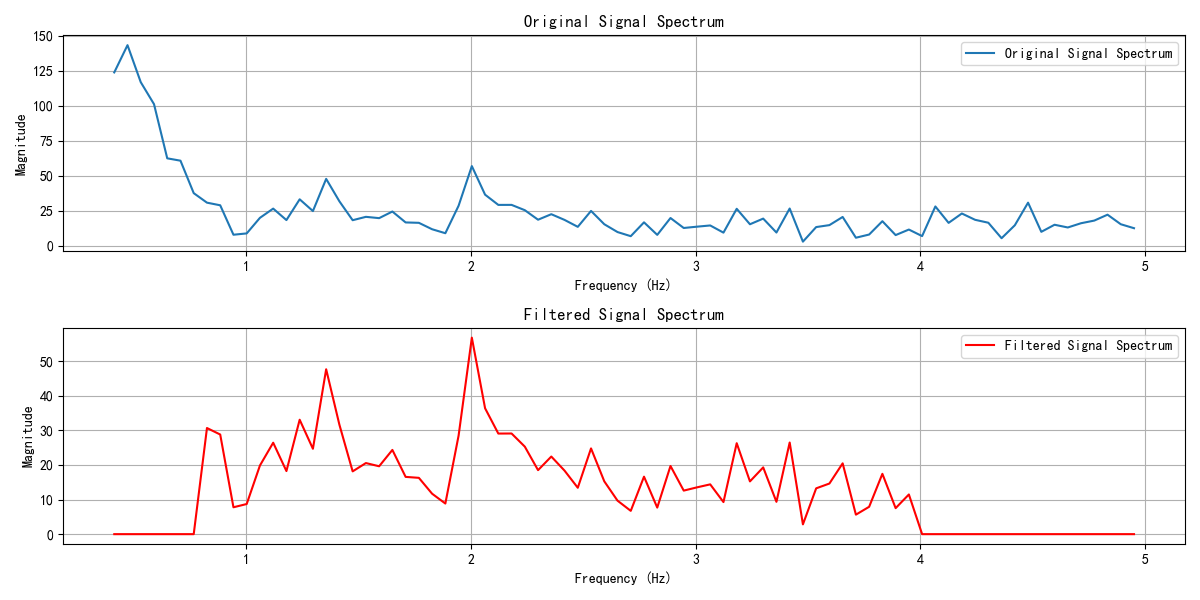 Original Signal Spectrum
150
125
100
75
50
25
0
Magnitude
Original Signal Spectrum
1 2 3 4 5
Frequency (Hz)
Filtered Signal Spectrum
50
40
30
20
10
0
Magnitude
Filtered Signal Spectrum
1 2 3 4 5
Frequency (Hz)